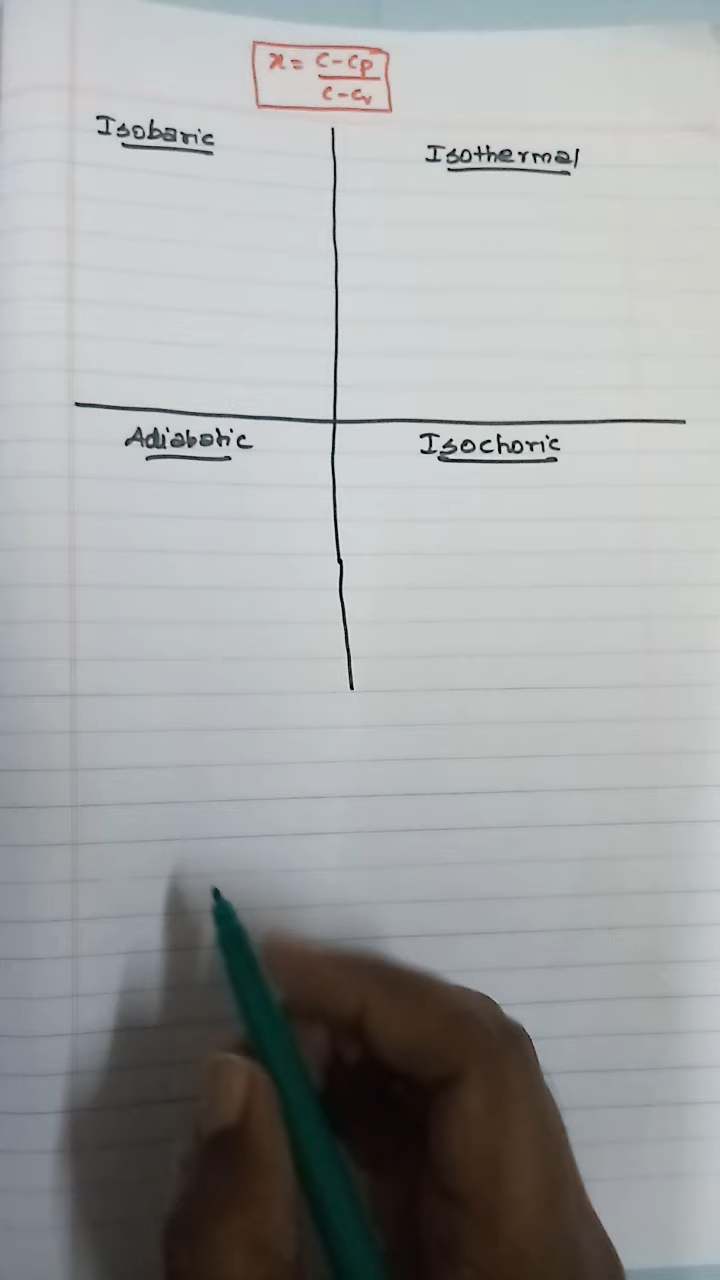 x = C-Cp / C-Cv
Isobaric
Isothermal
Adiabatic
Isochoric